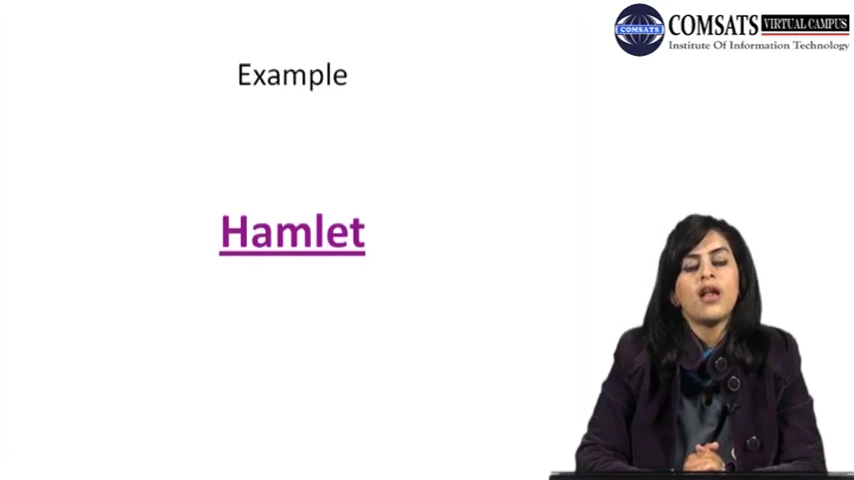 COMSATS VIRTUAL CAMPUS
COMSATS
Institute Of Information Technology
Example
Hamlet